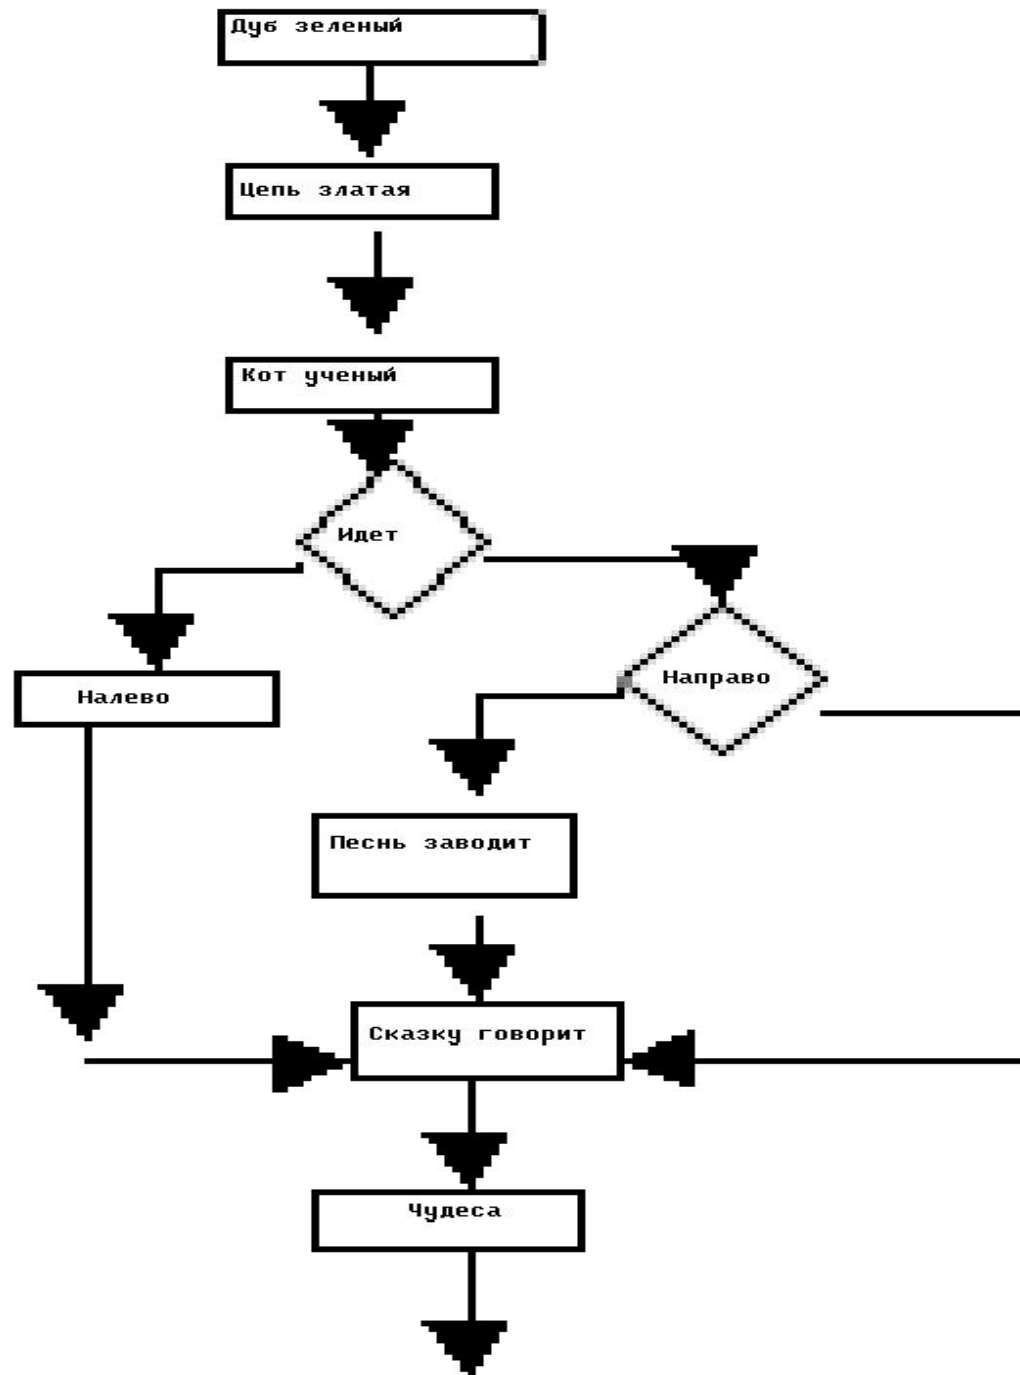 Дуб зеленый
Цепь златая
Кот ученый
Идет
Налево
Направо
Песнь заводит
Сказку говорит
Чудеса